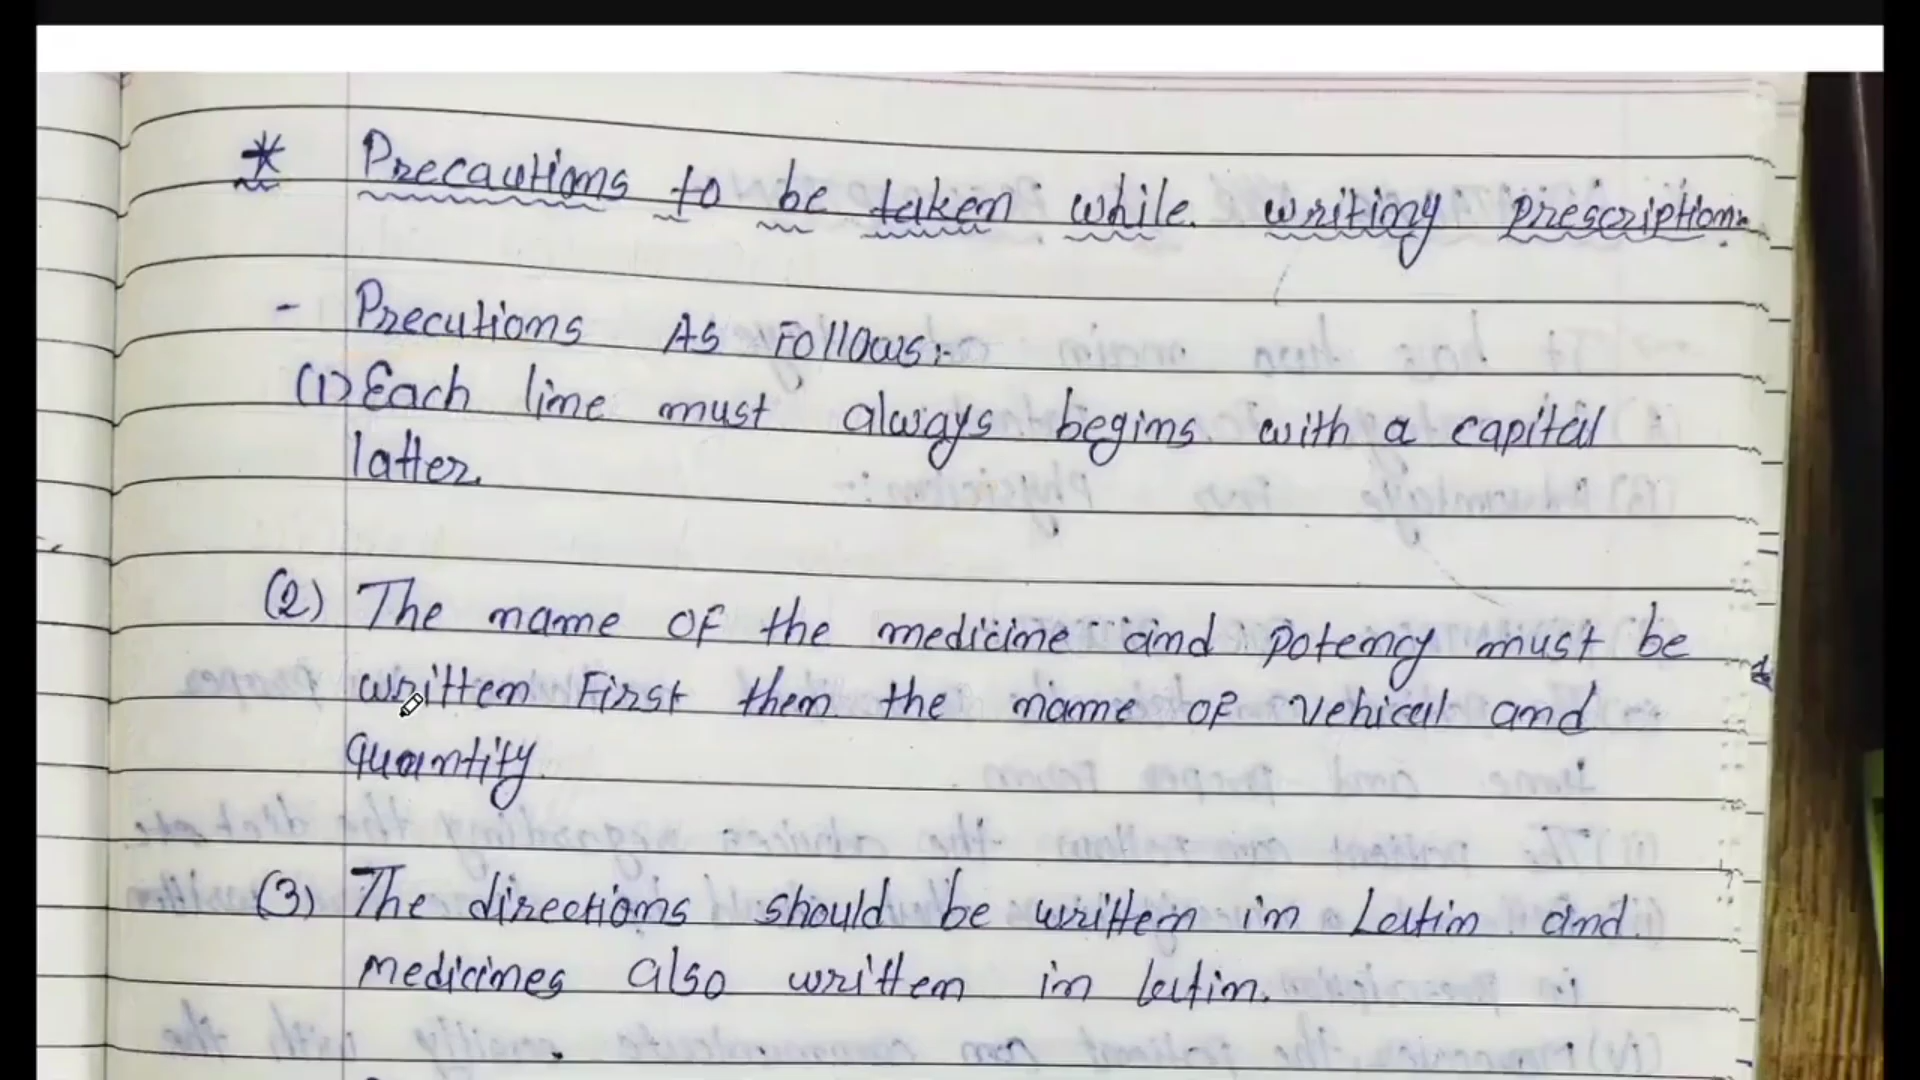 * Precautions to be taken while writing prescription:
- Precutions As Follows:-
(1) Each line must always begins with a capital
latter.
(2) The name of the medicine and potency must be
written First then the name of vehical and
quantity.
(3) The directions should be written in Latin and
medicines also written in latin.